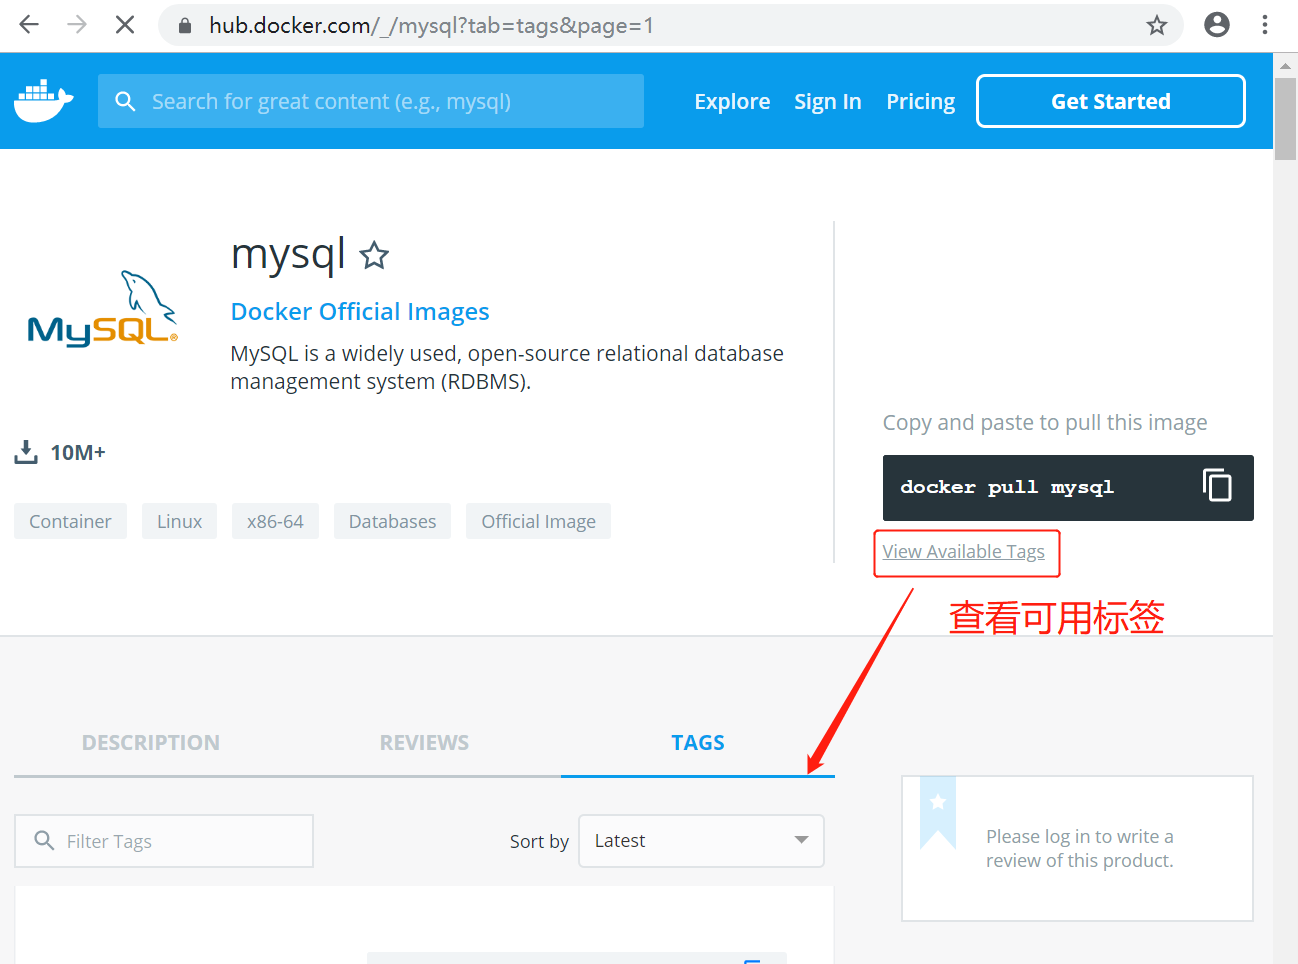 hub.docker.com/_/mysql?tab=tags&page=1
Search for great content (e.g., mysql)
Explore
Sign In
Pricing
Get Started
MySQL®
mysql
Docker Official Images
MySQL is a widely used, open-source relational database
management system (RDBMS).
10M+
Container
Linux
x86-64
Databases
Official Image
Copy and paste to pull this image
docker pull mysql
View Available Tags
查看可用标签
DESCRIPTION
REVIEWS
TAGS
Filter Tags
Sort by
Latest
Please log in to write a
review of this product.